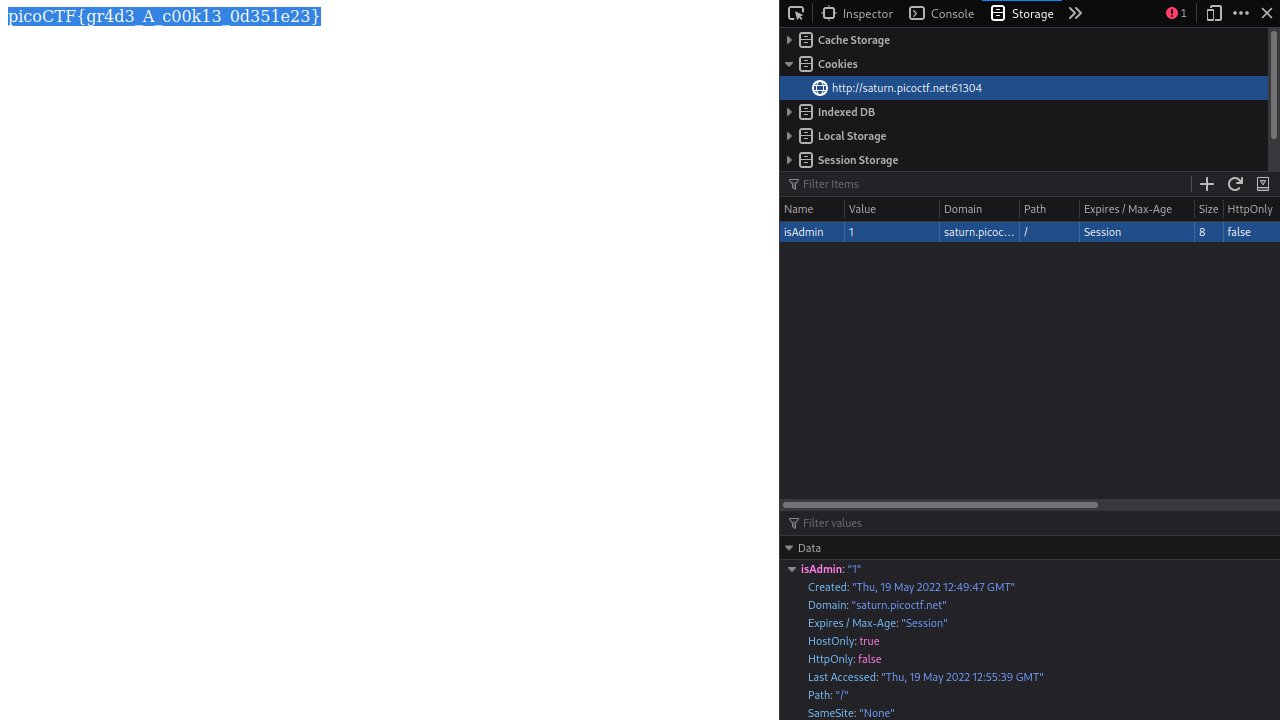 picoCTF{gr4d3_A_c00k13_0d351e23}
Inspector Console Storage 1
Cache Storage
Cookies
http://saturn.picoctf.net:61304
Indexed DB
Local Storage
Session Storage
Filter Items
Name Value Domain Path Expires / Max-Age Size HttpOnly
isAdmin 1 saturn.picoc... / Session 8 false
Filter values
Data
isAdmin: "1"
Created: "Thu, 19 May 2022 12:49:47 GMT"
Domain: "saturn.picoctf.net"
Expires / Max-Age: "Session"
HostOnly: true
HttpOnly: false
Last Accessed: "Thu, 19 May 2022 12:55:39 GMT"
Path: "/"
SameSite: "None"